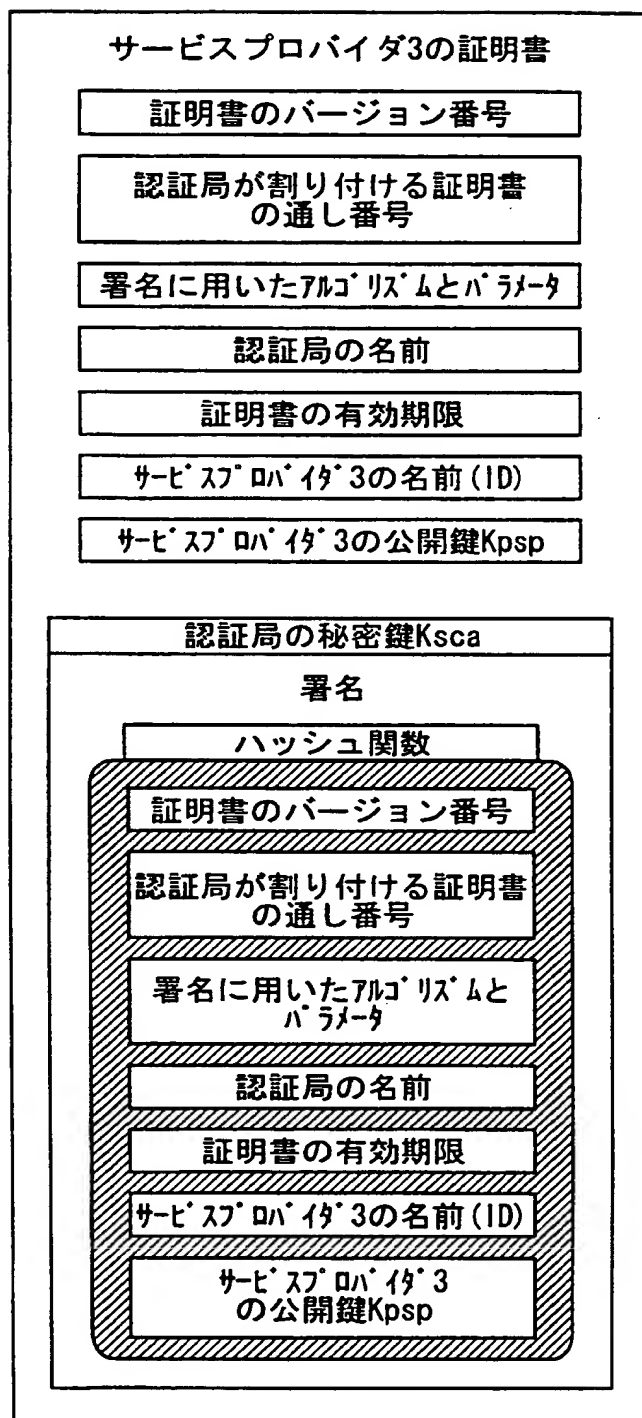 サービスプロバイダ3の証明書
証明書のバージョン番号
認証局が割り付ける証明書
の通し番号
署名に用いたｱﾙｺﾞﾘｽﾞﾑとﾊﾟﾗﾒｰﾀ
認証局の名前
証明書の有効期限
ｻｰﾋﾞｽﾌﾟﾛﾊﾞｲﾀﾞ3の名前(ID)
ｻｰﾋﾞｽﾌﾟﾛﾊﾞｲﾀﾞ3の公開鍵Kpsp
認証局の秘密鍵Ksca
署名
ハッシュ関数
証明書のバージョン番号
認証局が割り付ける証明書
の通し番号
署名に用いたｱﾙｺﾞﾘｽﾞﾑと
ﾊﾟﾗﾒｰﾀ
認証局の名前
証明書の有効期限
ｻｰﾋﾞｽﾌﾟﾛﾊﾞｲﾀﾞ3の名前(ID)
ｻｰﾋﾞｽﾌﾟﾛﾊﾞｲﾀﾞ3
の公開鍵Kpsp